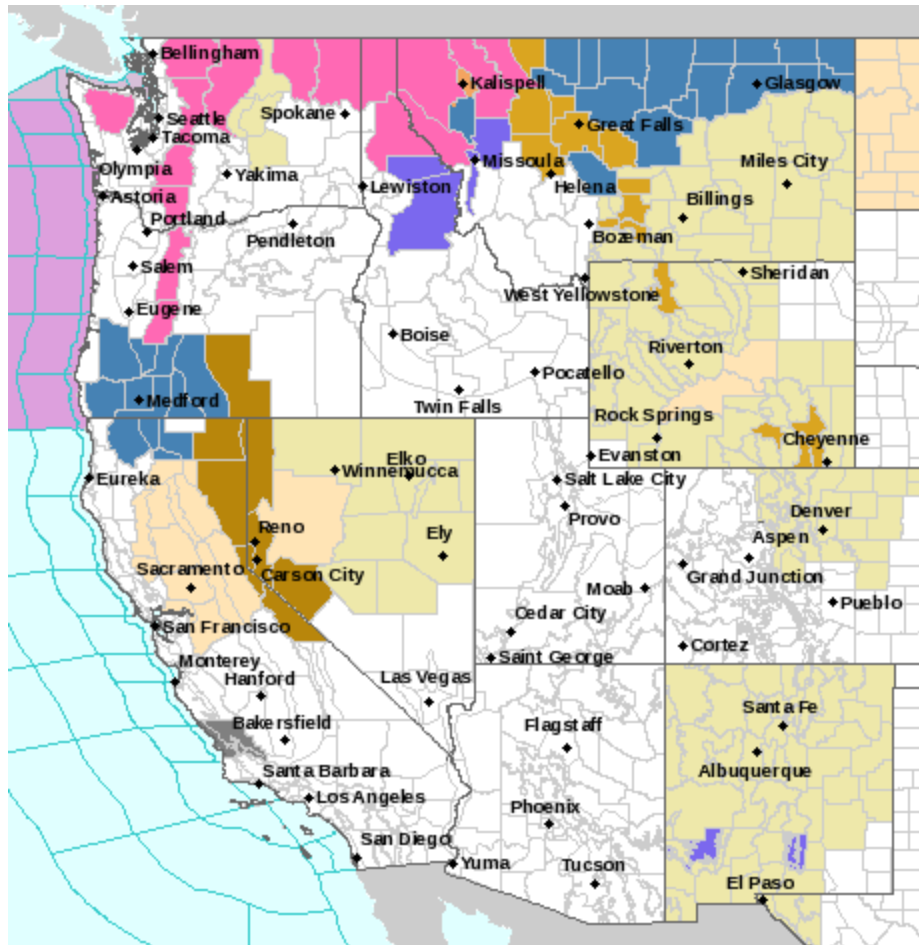 Bellingham
Kalispell
Glasgow
Spokane
Seattle
Great Falls
Tacoma
Olympia
Missoula
Miles City
Yakima
Helena
Lewiston
Astoria
Billings
Portland
Pendleton
Bozeman
Salem
Sheridan
West Yellowstone
Eugene
Boise
Riverton
Pocatello
Medford
Twin Falls
Rock Springs
Cheyenne
Elko
Winnemucca
Evanston
Eureka
Salt Lake City
Denver
Provo
Reno
Ely
Aspen
Sacramento
Carson City
Grand Junction
Moab
Pueblo
Cedar City
San Francisco
Cortez
Saint George
Monterey
Hanford
Las Vegas
Santa Fe
Bakersfield
Flagstaff
Albuquerque
Santa Barbara
Los Angeles
Phoenix
San Diego
Yuma
Tucson
El Paso